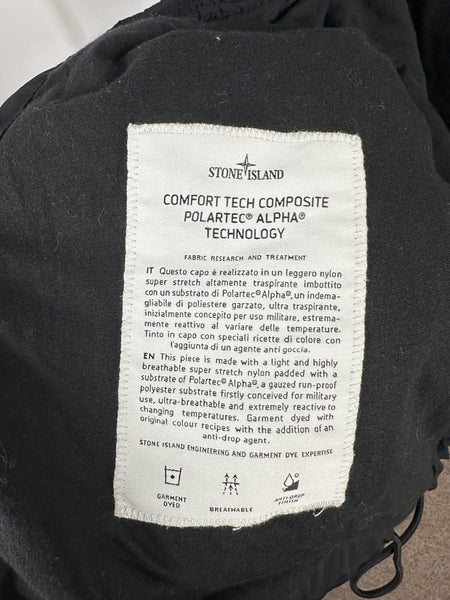 STONE ISLAND
COMFORT TECH COMPOSITE
POLARTEC® ALPHA®
TECHNOLOGY
FABRIC RESEARCH AND TREATMENT
IT Questo capo è realizzato in un leggero nylon
super stretch altamente traspirante imbottito
con un substrato di Polartec®Alpha®, un indema-
gliabile di poliestere garzato, ultra traspirante,
inizialmente concepito per uso militare, estrema-
mente reattivo al variare delle temperature.
Tinto in capo con speciali ricette di colore con
l'aggiunta di un agente anti goccia.
EN This piece is made with a light and highly
breathable super stretch nylon padded with a
substrate of Polartec®Alpha®, a gauzed run-proof
polyester substrate firstly conceived for military
use, ultra-breathable and extremely reactive to
changing temperatures. Garment dyed with
original colour recipes with the addition of an
anti-drop agent.
STONE ISLAND ENGINEERING AND GARMENT DYE EXPERTISE
GARMENT
DYED
BREATHABLE
ANTI-DROP
FINISH